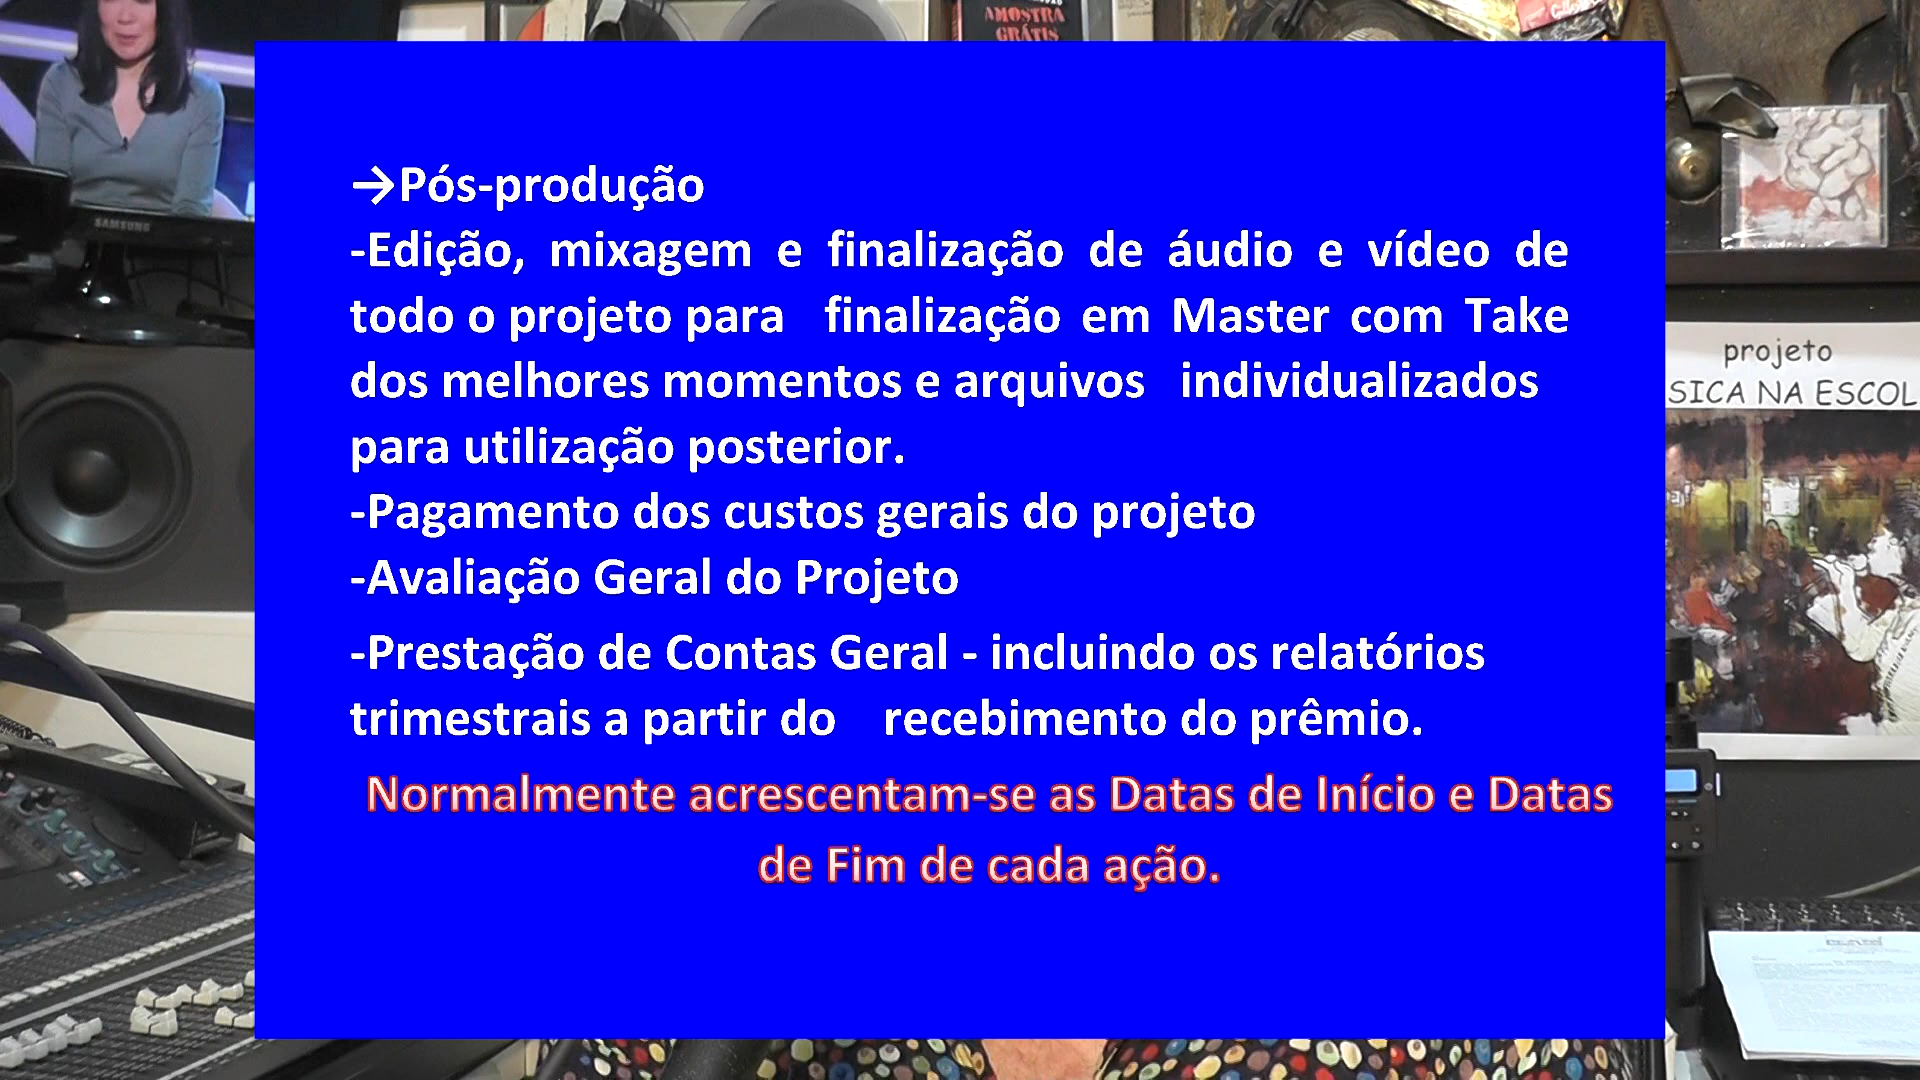 AMOSTRA
GRÁTIS
SAMSUNG
→Pós-produção
-Edição, mixagem e finalização de áudio e vídeo de
todo o projeto para finalização em Master com Take
dos melhores momentos e arquivos individualizados
para utilização posterior.
-Pagamento dos custos gerais do projeto
-Avaliação Geral do Projeto
-Prestação de Contas Geral - incluindo os relatórios
trimestrais a partir do recebimento do prêmio.
Normalmente acrescentam-se as Datas de Início e Datas
de Fim de cada ação.
projeto
SICA NA ESCOL